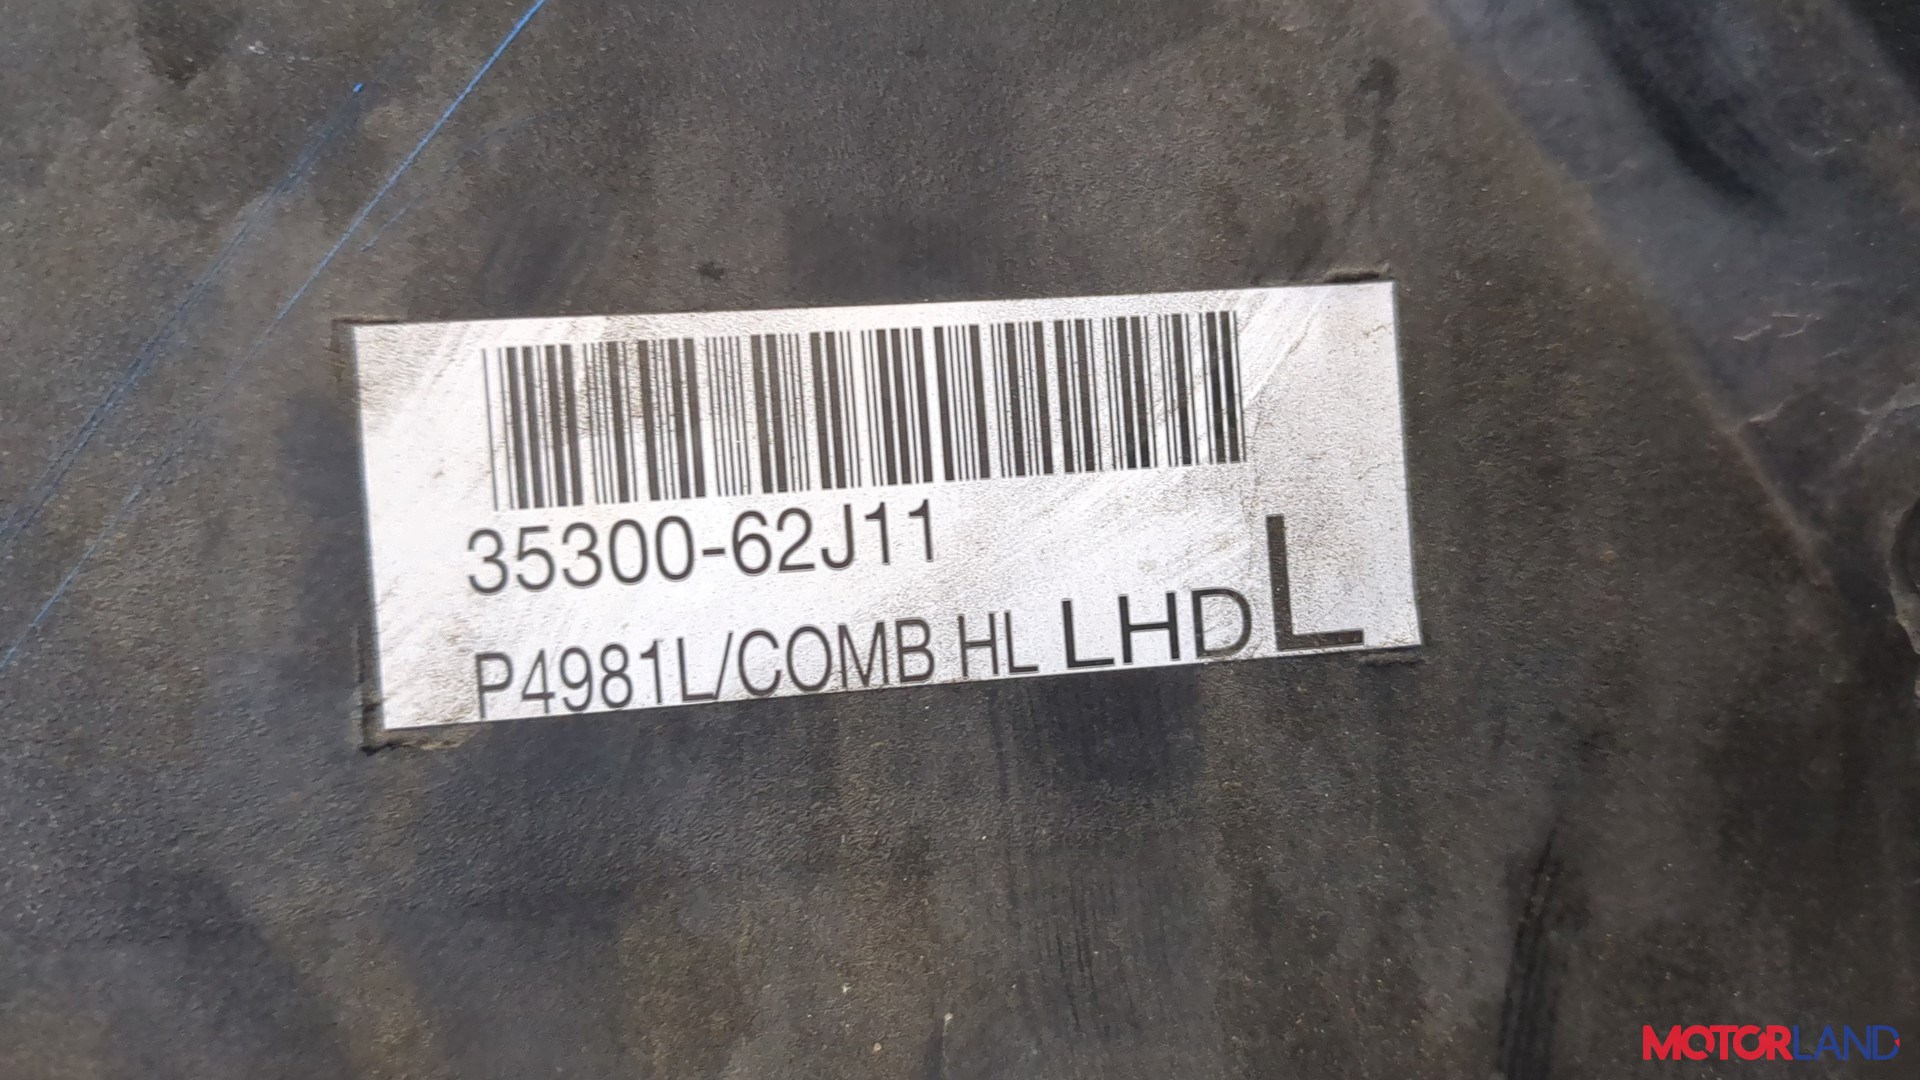 35300-62J11
P4981L/COMB HL LHD L
MOTORLAND